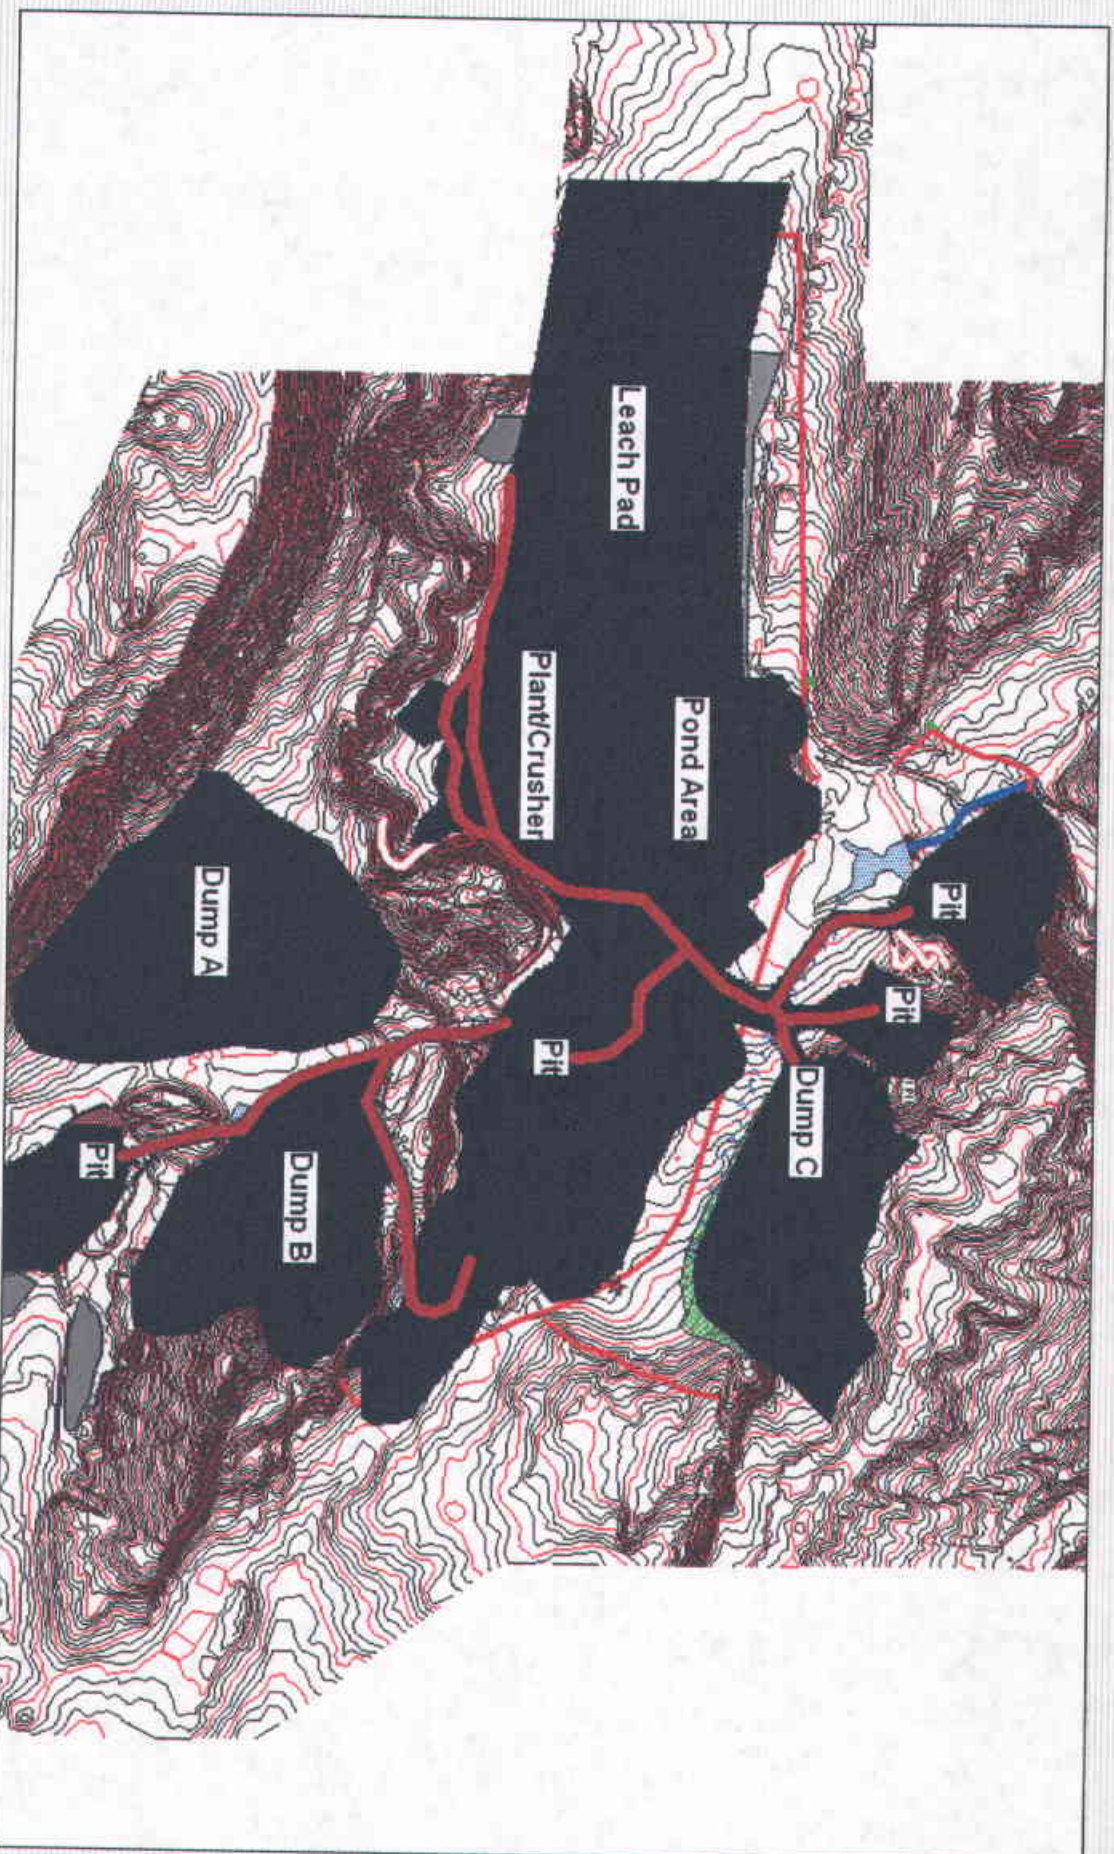 Leach Pad
Pond Area
Plant/Crusher
Pit
Pit
Pit
Dump C
Dump A
Dump B
Pit